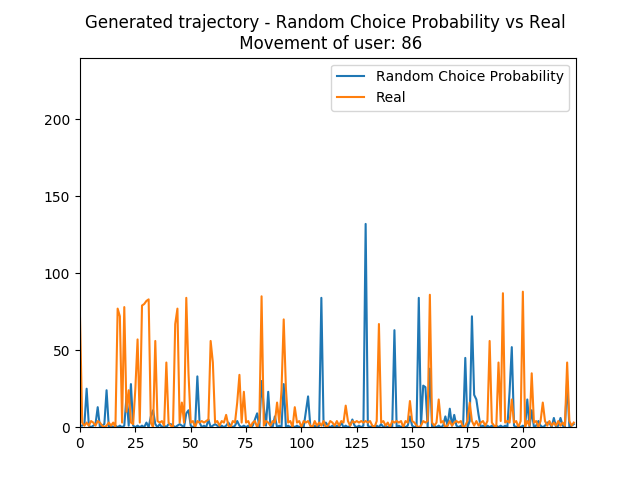 Generated trajectory - Random Choice Probability vs Real
Movement of user: 86
Random Choice Probability
Real
200
150
100
50
0
0 25 50 75 100 125 150 175 200